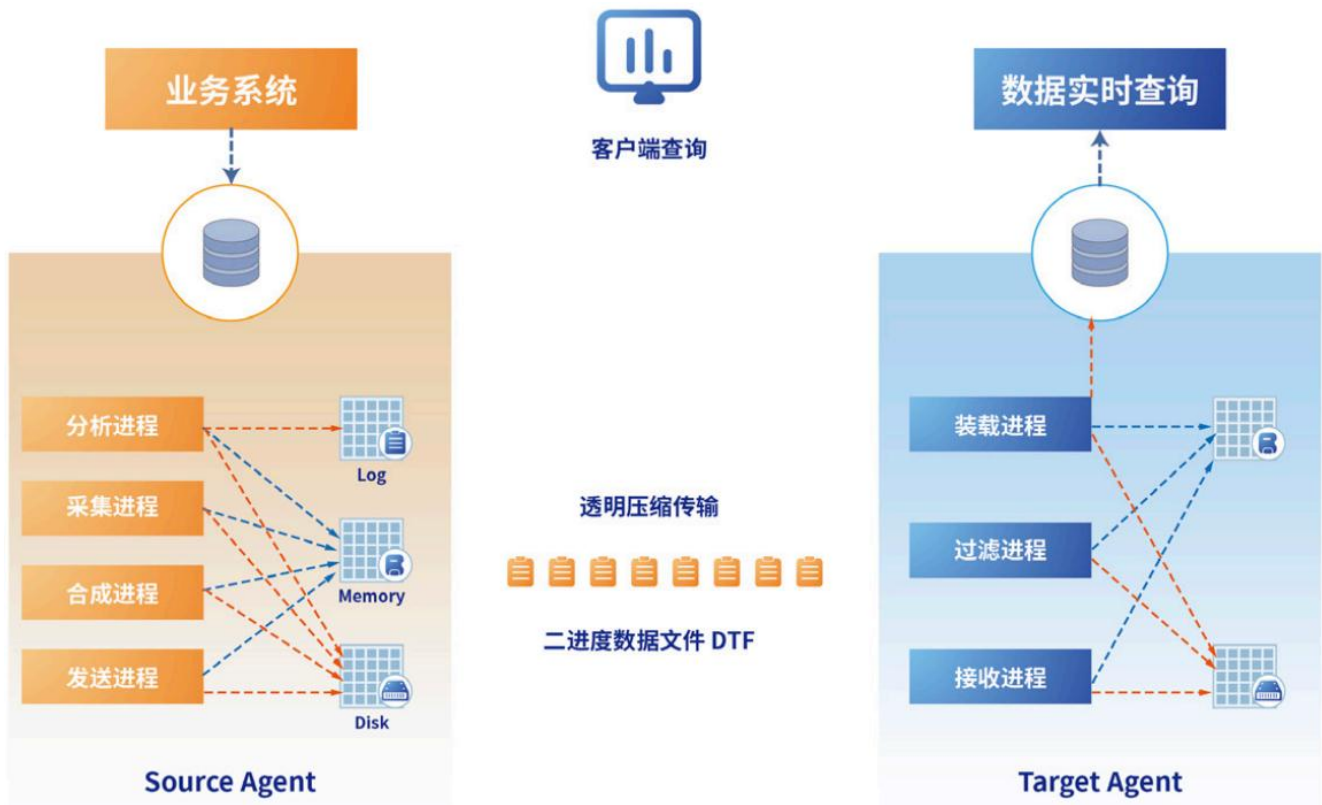 业务系统
客户端查询
数据实时查询
分析进程
采集进程
合成进程
发送进程
Log
Memory
Disk
Source Agent
透明压缩传输
二进度数据文件 DTF
装载进程
过滤进程
接收进程
Target Agent